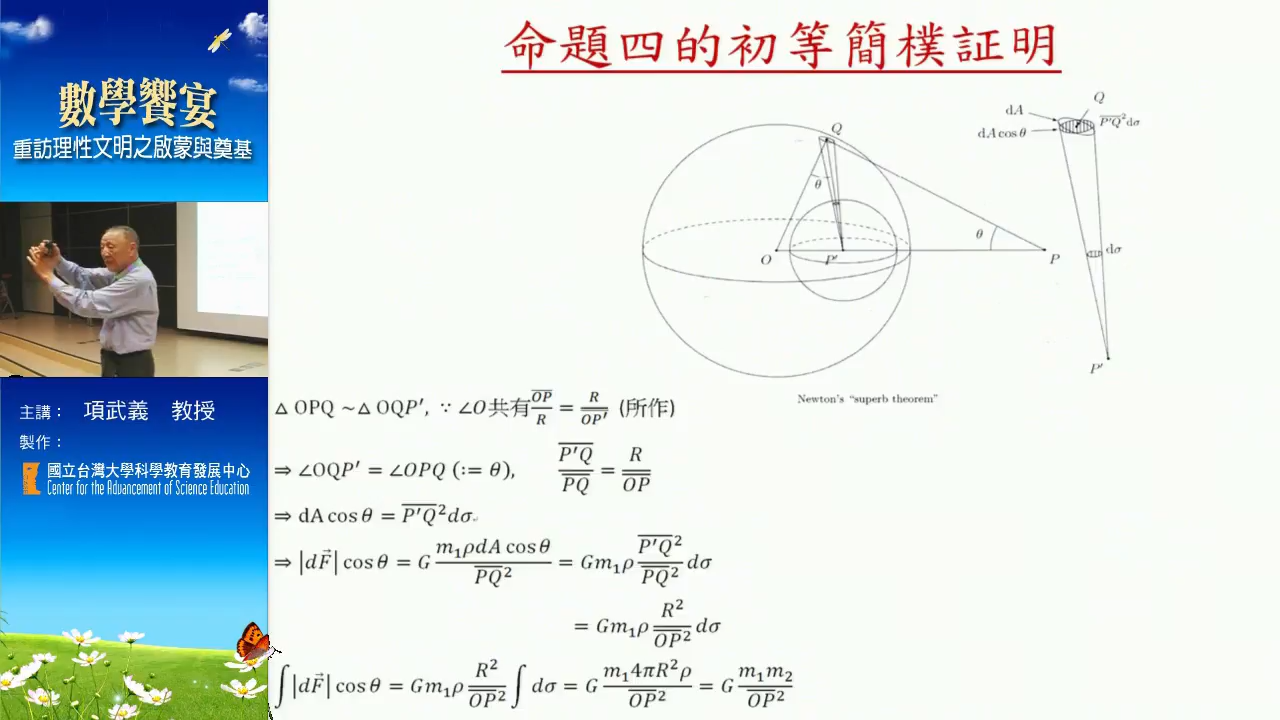 命題四的初等簡樸証明
數學饗宴
重訪理性文明之啟蒙與奠基
主講： 項武義 教授
製作：
國立台灣大學科學教育發展中心
Center for the Advancement of Science Education
Q
θ
O
P'
θ
P
dA
Q
dA cos θ
P'Q²dσ
dσ
P'
Newton's "superb theorem"
△ OPQ ~ △ OQP', ∵ ∠O 共有 OP/R = R/OP' (所作)
⇒ ∠OQP' = ∠OPQ (:= θ), P'Q/PQ = R/OP
⇒ dA cos θ = P'Q² dσ
⇒ |dF⃗| cos θ = G m₁ρdA cos θ / PQ² = Gm₁ρ P'Q²/PQ² dσ
= Gm₁ρ R²/OP² dσ
∫|dF⃗| cos θ = Gm₁ρ R²/OP² ∫ dσ = G m₁4πR²ρ/OP² = G m₁m₂/OP²